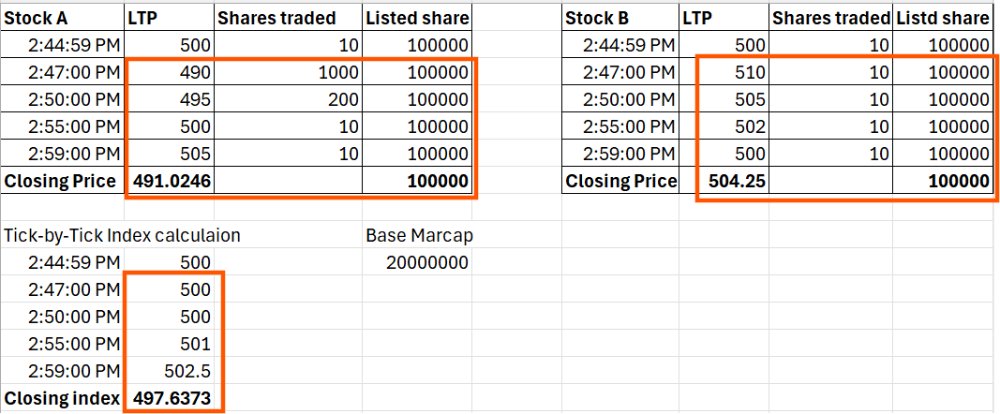 Stock A LTP Shares traded Listed share Stock B LTP Shares traded Listd share
2:44:59 PM 500 10 100000 2:44:59 PM 500 10 100000
2:47:00 PM 490 1000 100000 2:47:00 PM 510 10 100000
2:50:00 PM 495 200 100000 2:50:00 PM 505 10 100000
2:55:00 PM 500 10 100000 2:55:00 PM 502 10 100000
2:59:00 PM 505 10 100000 2:59:00 PM 500 10 100000
Closing Price 491.0246 100000 Closing Price 504.25 100000
Tick-by-Tick Index calculaion Base Marcap
2:44:59 PM 500 20000000
2:47:00 PM 500
2:50:00 PM 500
2:55:00 PM 501
2:59:00 PM 502.5
Closing index 497.6373